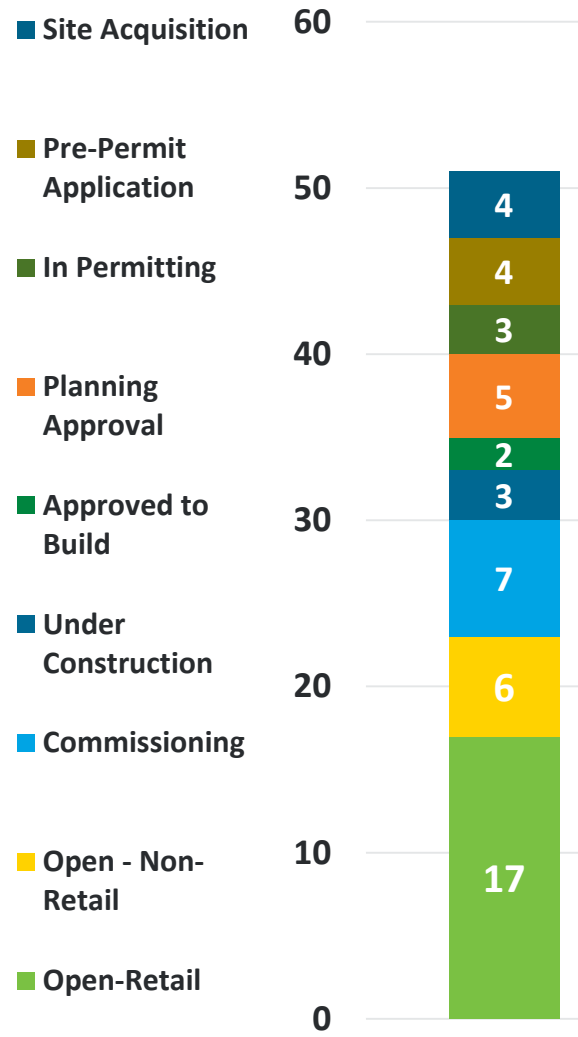 Site Acquisition
Pre-Permit
Application
In Permitting
Planning
Approval
Approved to
Build
Under
Construction
Commissioning
Open - Non-
Retail
Open-Retail
60
50
40
30
20
10
0
4
4
3
5
2
3
7
6
17